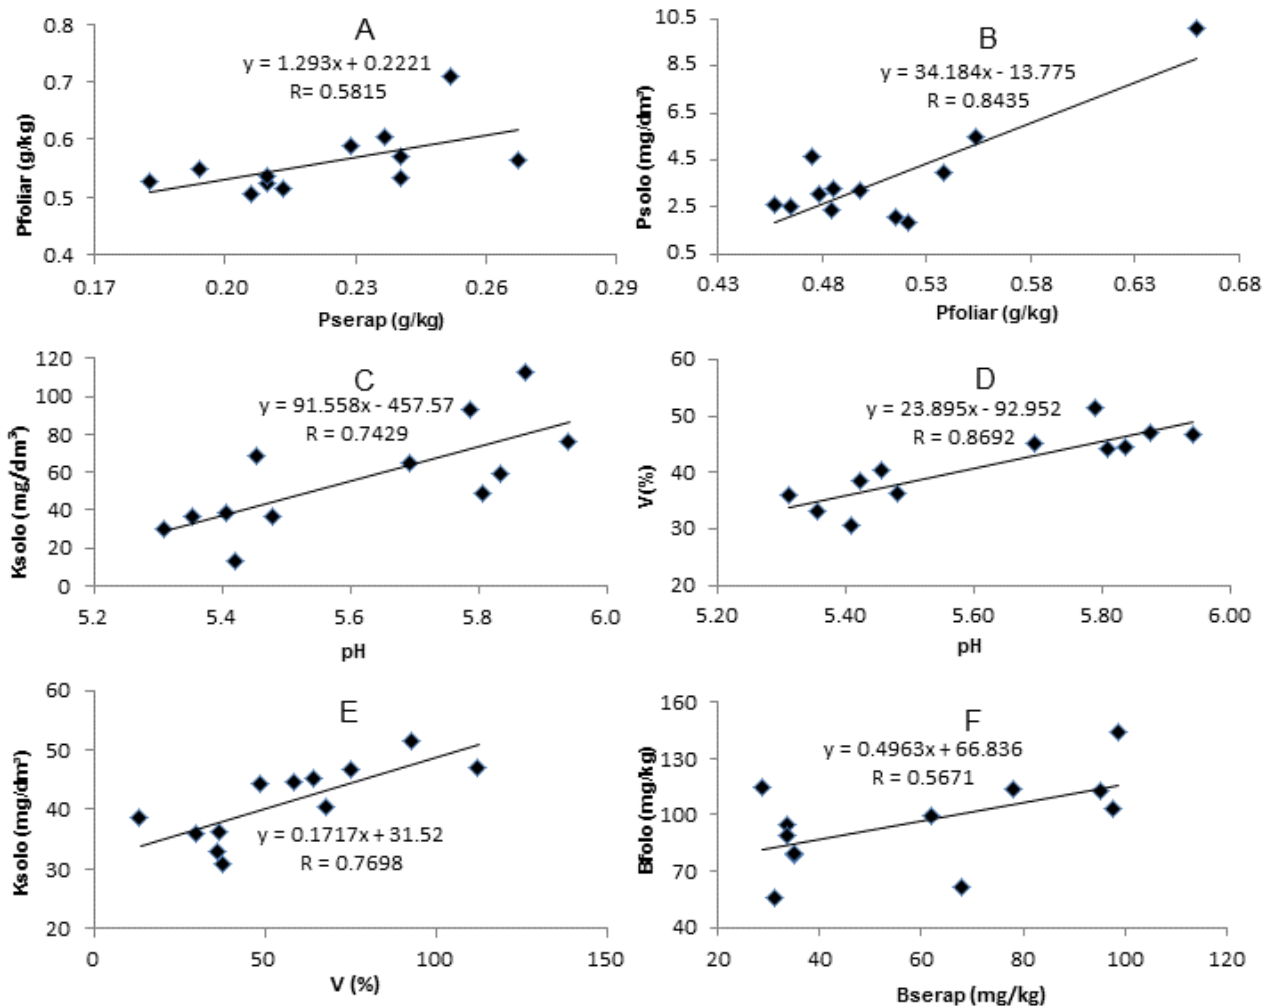 A
y = 1.293x + 0.2221
R= 0.5815
0.8
0.7
0.6
0.5
0.4
0.17 0.20 0.23 0.26 0.29
Pfoliar (g/kg)
Pserap (g/kg)
B
y = 34.184x - 13.775
R = 0.8435
10.5
8.5
6.5
4.5
2.5
0.5
0.43 0.48 0.53 0.58 0.63 0.68
Psolo (mg/dm³)
Pfoliar (g/kg)
C
y = 91.558x - 457.57
R = 0.7429
120
100
80
60
40
20
0
5.2 5.4 5.6 5.8 6.0
Ksolo (mg/dm³)
pH
D
y = 23.895x - 92.952
R = 0.8692
60
50
40
30
20
5.20 5.40 5.60 5.80 6.00
V(%)
pH
E
y = 0.1717x + 31.52
R = 0.7698
60
50
40
30
20
0 50 100 150
Ksolo (mg/dm³)
V (%)
F
y = 0.4963x + 66.836
R = 0.5671
160
130
100
70
40
20 40 60 80 100 120
Bfolo (mg/kg)
Bserap (mg/kg)